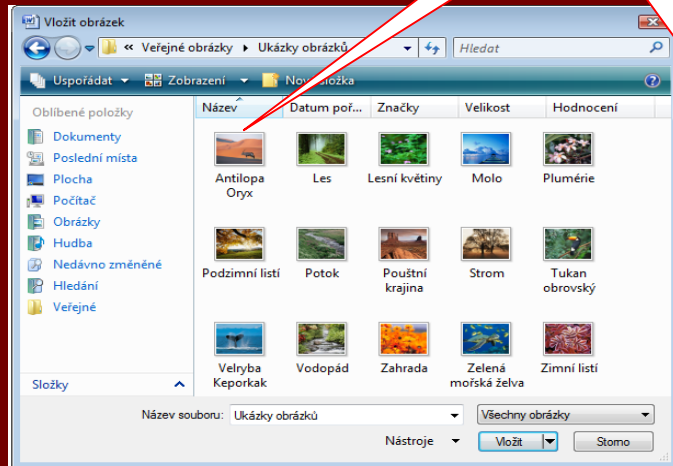 Vložit obrázek
« Veřejné obrázky ▸ Ukázky obrázků
Hledat
Uspořádat Zobrazení Nová složka
Název Datum poř... Značky Velikost Hodnocení
Oblíbené položky
Dokumenty
Poslední místa
Plocha
Počítač
Obrázky
Hudba
Nedávno změněné
Hledání
Veřejné
Složky
Antilopa Oryx
Les
Lesní květiny
Molo
Plumérie
Podzimní listí
Potok
Pouštní krajina
Strom
Tukan obrovský
Velryba Keporkak
Vodopád
Zahrada
Zelená mořská želva
Zimní listí
Název souboru: Ukázky obrázků
Všechny obrázky
Nástroje Vložit Storno